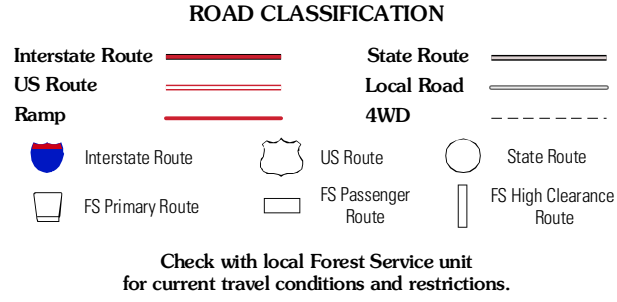 ROAD CLASSIFICATION
Interstate Route
State Route
US Route
Local Road
Ramp
4WD
Interstate Route
US Route
State Route
FS Primary Route
FS Passenger
Route
FS High Clearance
Route
Check with local Forest Service unit
for current travel conditions and restrictions.